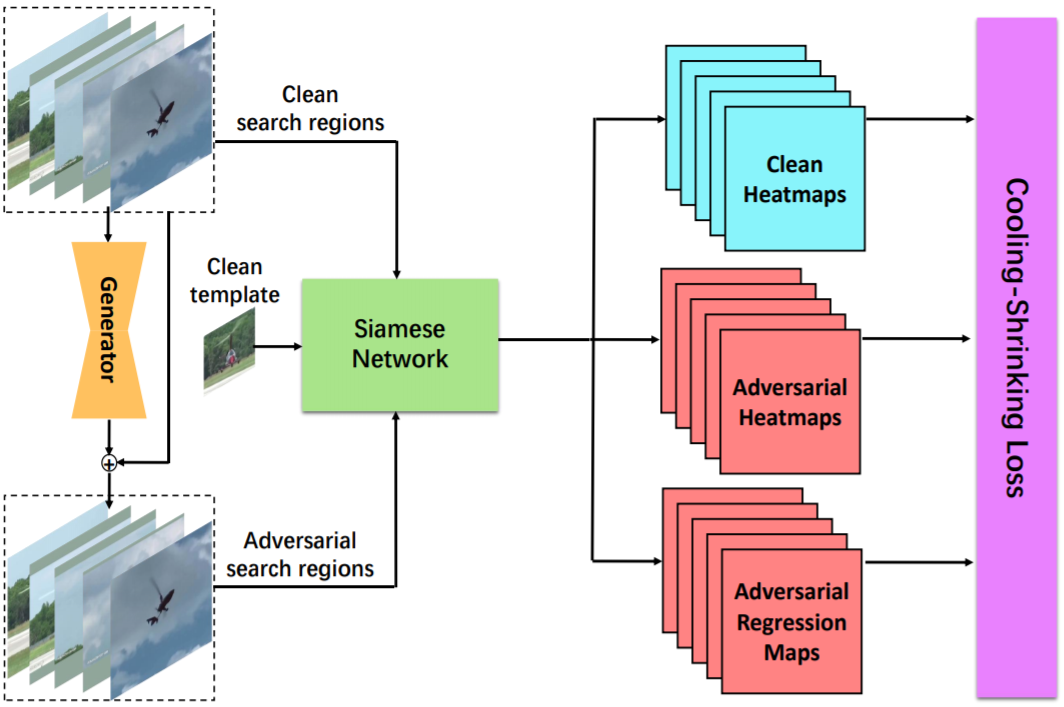 Clean
search regions
Generator
Clean
template
Siamese
Network
+
Adversarial
search regions
Clean
Heatmaps
Adversarial
Heatmaps
Adversarial
Regression
Maps
Cooling-Shrinking Loss